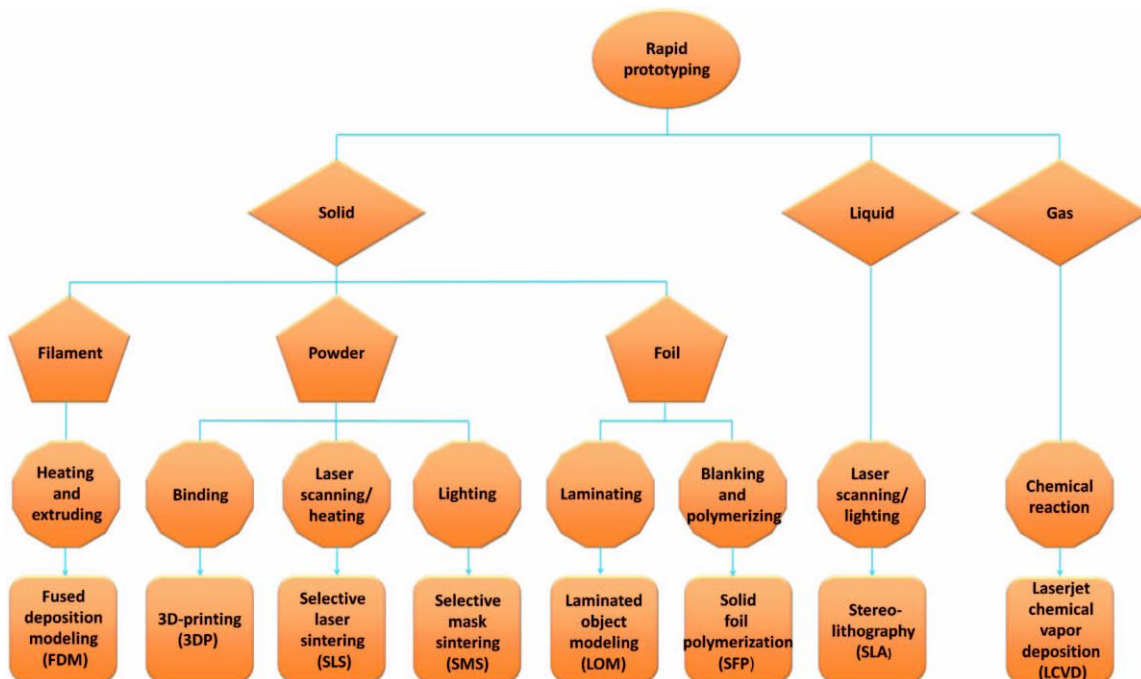 Rapid
prototyping
Solid
Liquid
Gas
Filament
Powder
Foil
Heating
and
extruding
Binding
Laser
scanning/
heating
Lighting
Laminating
Blanking
and
polymerizing
Laser
scanning/
lighting
Chemical
reaction
Fused
deposition
modeling
(FDM)
3D-printing
(3DP)
Selective
laser
sintering
(SLS)
Selective
mask
sintering
(SMS)
Laminated
object
modeling
(LOM)
Solid
foil
polymerization
(SFP)
Stereo-
lithography
(SLA)
Laserjet
chemical
vapor
deposition
(LCVD)